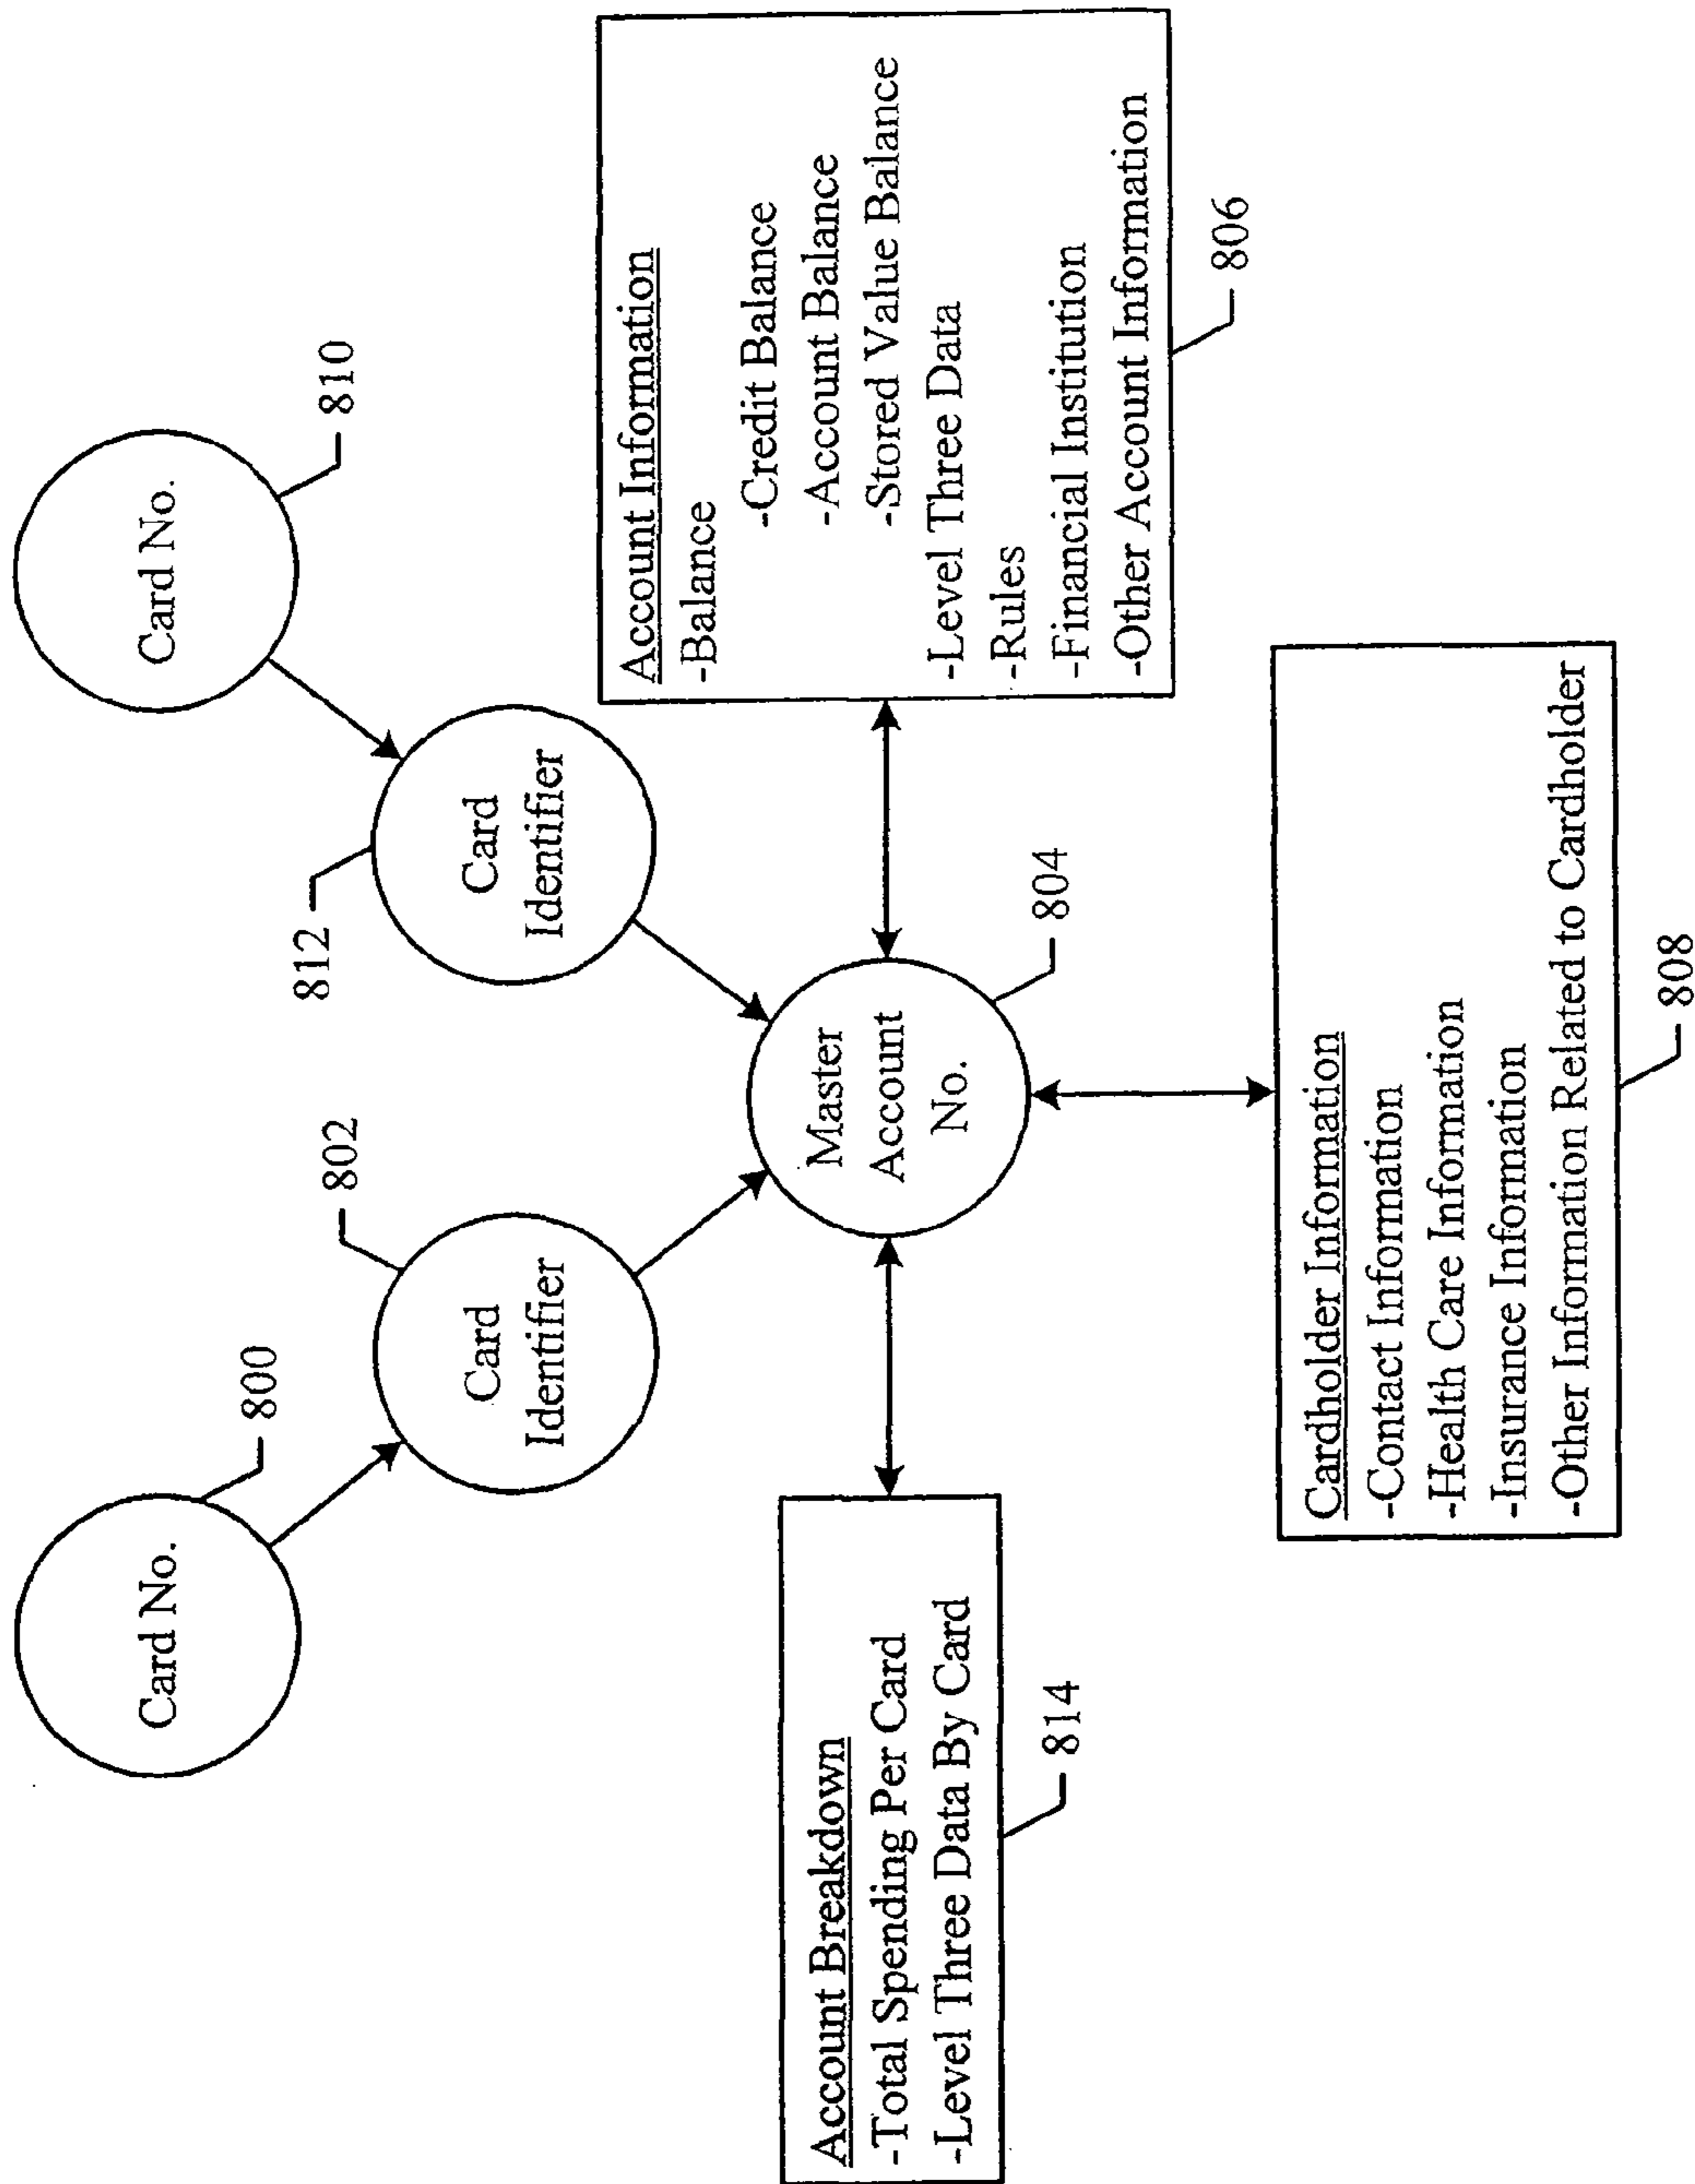 Card No.
800
Card No.
810
Card
Identifier
802
812
Card
Identifier
Master
Account
No.
804
Account Breakdown
-Total Spending Per Card
-Level Three Data By Card
814
Account Information
-Balance
-Credit Balance
-Account Balance
-Stored Value Balance
-Level Three Data
-Rules
-Financial Institution
-Other Account Information
806
Cardholder Information
-Contact Information
-Health Care Information
-Insurance Information
-Other Information Related to Cardholder
808